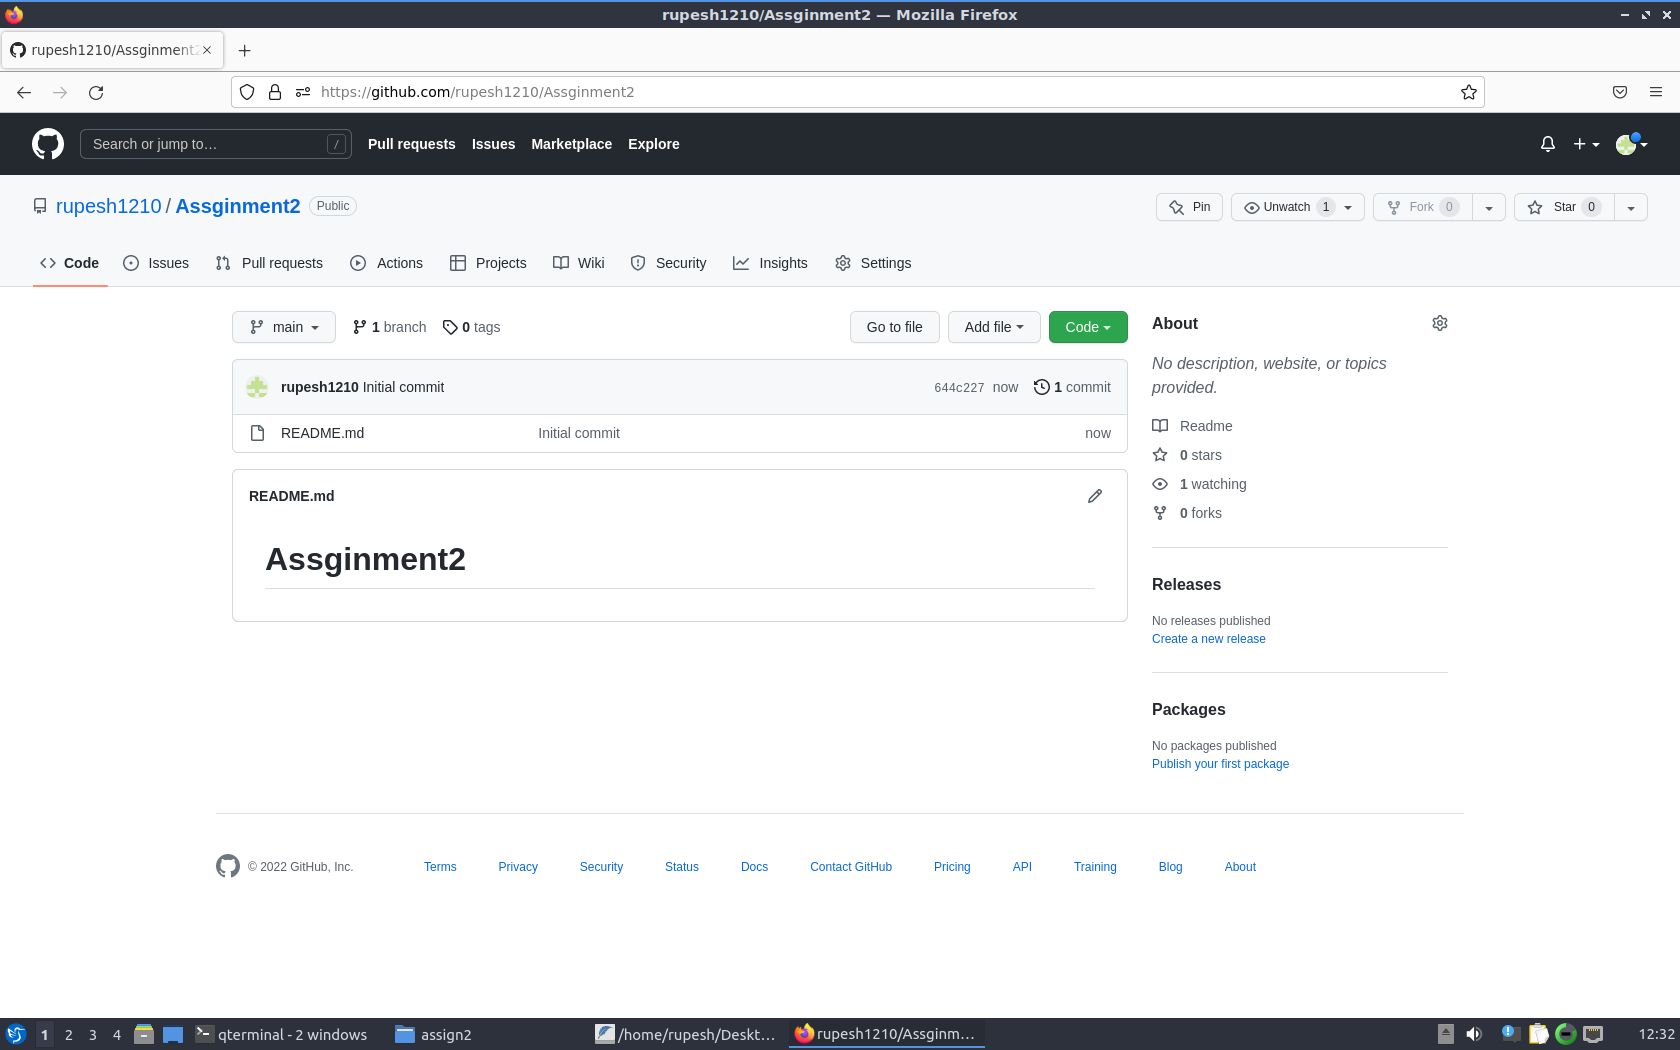 rupesh1210/Assginment2 — Mozilla Firefox
rupesh1210/Assginment2
https://github.com/rupesh1210/Assginment2
Search or jump to… /
Pull requests Issues Marketplace Explore
rupesh1210 / Assginment2 Public
Pin Unwatch 1 Fork 0 Star 0
Code Issues Pull requests Actions Projects Wiki Security Insights Settings
main 1 branch 0 tags Go to file Add file Code
rupesh1210 Initial commit 644c227 now 1 commit
README.md Initial commit now
README.md
Assginment2
About
No description, website, or topics
provided.
Readme
0 stars
1 watching
0 forks
Releases
No releases published
Create a new release
Packages
No packages published
Publish your first package
© 2022 GitHub, Inc. Terms Privacy Security Status Docs Contact GitHub Pricing API Training Blog About
1 2 3 4 qterminal - 2 windows assign2 /home/rupesh/Deskt... rupesh1210/Assginm... 12:32